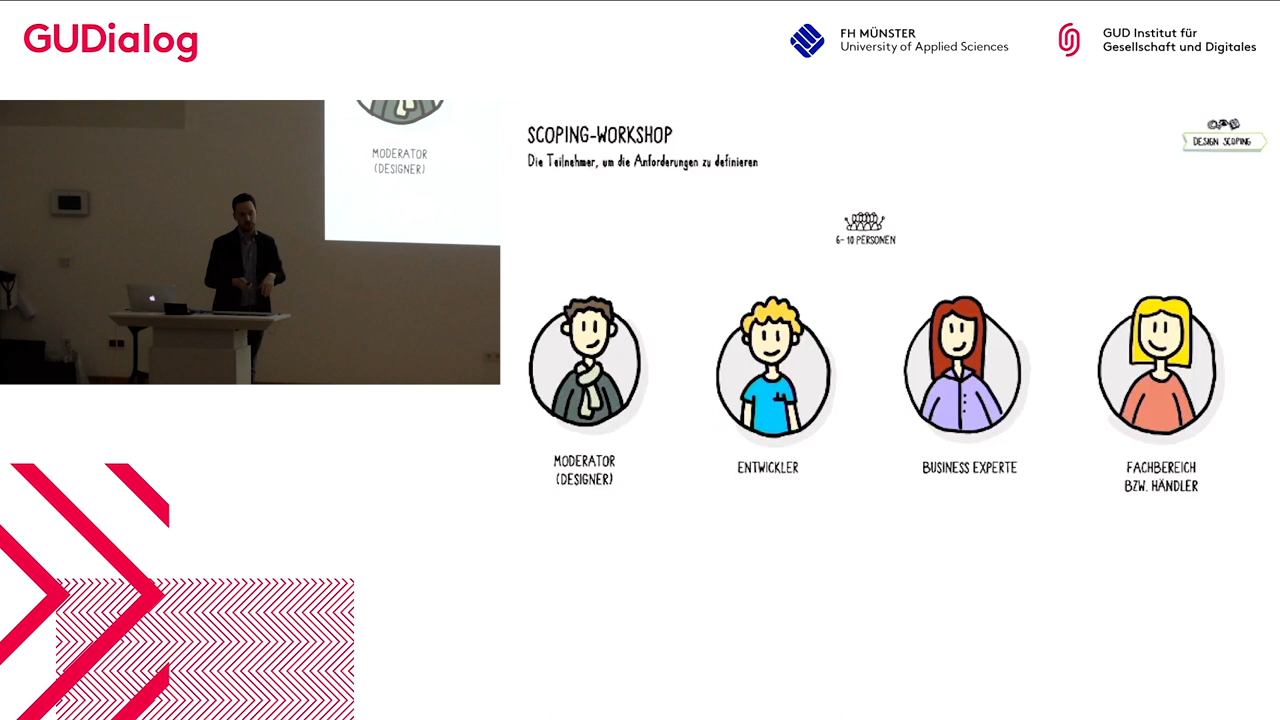 GUDialog
FH MÜNSTER
University of Applied Sciences
GUD Institut für
Gesellschaft und Digitales
MODERATOR
(DESIGNER)
SCOPING-WORKSHOP
Die Teilnehmer, um die Anforderungen zu definieren
DESIGN SCOPING
6-10 PERSONEN
MODERATOR
(DESIGNER)
ENTWICKLER
BUSINESS EXPERTE
FACHBEREICH
BZW. HÄNDLER